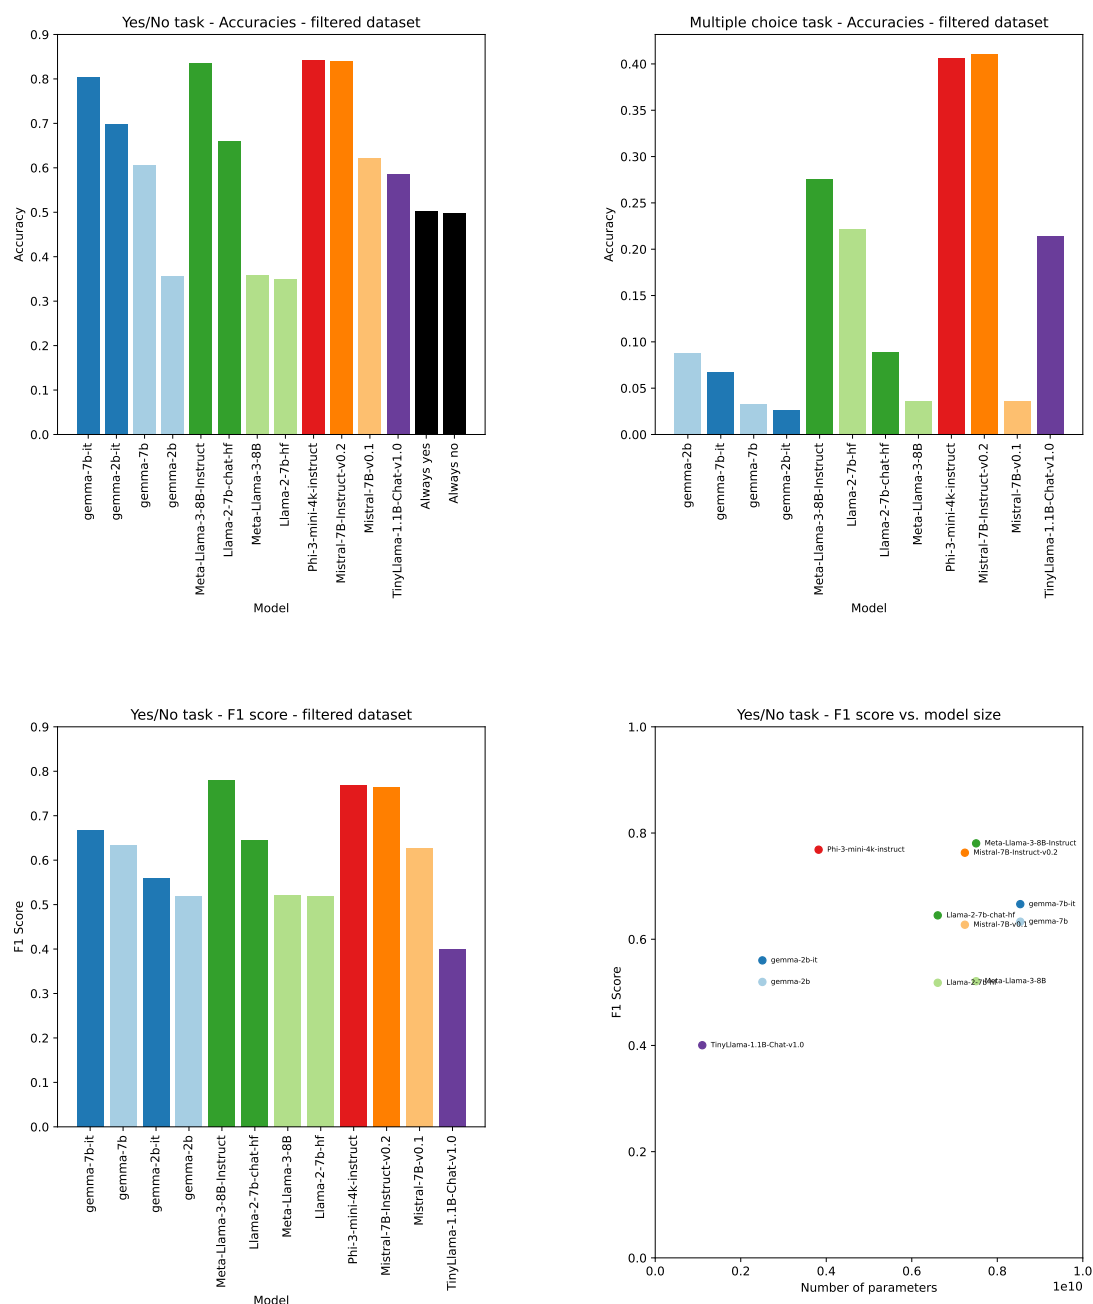 Yes/No task - Accuracies - filtered dataset
0.9
0.8
0.7
0.6
0.5
0.4
0.3
0.2
0.1
0.0
Accuracy
gemma-7b-it
gemma-2b-it
gemma-7b
gemma-2b
Meta-Llama-3-8B-Instruct
Llama-2-7b-chat-hf
Meta-Llama-3-8B
Llama-2-7b-hf
Phi-3-mini-4k-instruct
Mistral-7B-Instruct-v0.2
Mistral-7B-v0.1
TinyLlama-1.1B-Chat-v1.0
Always yes
Always no
Model
Multiple choice task - Accuracies - filtered dataset
0.40
0.35
0.30
0.25
0.20
0.15
0.10
0.05
0.00
Accuracy
gemma-2b
gemma-7b-it
gemma-7b
gemma-2b-it
Meta-Llama-3-8B-Instruct
Llama-2-7b-hf
Llama-2-7b-chat-hf
Meta-Llama-3-8B
Phi-3-mini-4k-instruct
Mistral-7B-Instruct-v0.2
Mistral-7B-v0.1
TinyLlama-1.1B-Chat-v1.0
Model
Yes/No task - F1 score - filtered dataset
0.9
0.8
0.7
0.6
0.5
0.4
0.3
0.2
0.1
0.0
F1 Score
gemma-7b-it
gemma-7b
gemma-2b-it
gemma-2b
Meta-Llama-3-8B-Instruct
Llama-2-7b-chat-hf
Meta-Llama-3-8B
Llama-2-7b-hf
Phi-3-mini-4k-instruct
Mistral-7B-Instruct-v0.2
Mistral-7B-v0.1
TinyLlama-1.1B-Chat-v1.0
Model
Yes/No task - F1 score vs. model size
1.0
0.8
0.6
0.4
0.2
0.0
F1 Score
Meta-Llama-3-8B-Instruct
Phi-3-mini-4k-instruct
Mistral-7B-Instruct-v0.2
gemma-7b-it
Llama-2-7b-chat-hf
gemma-7b
Mistral-7B-v0.1
gemma-2b-it
gemma-2b
Llama-2-7b-hf
Meta-Llama-3-8B
TinyLlama-1.1B-Chat-v1.0
0.0
0.2
0.4
0.6
0.8
1.0
1e10
Number of parameters